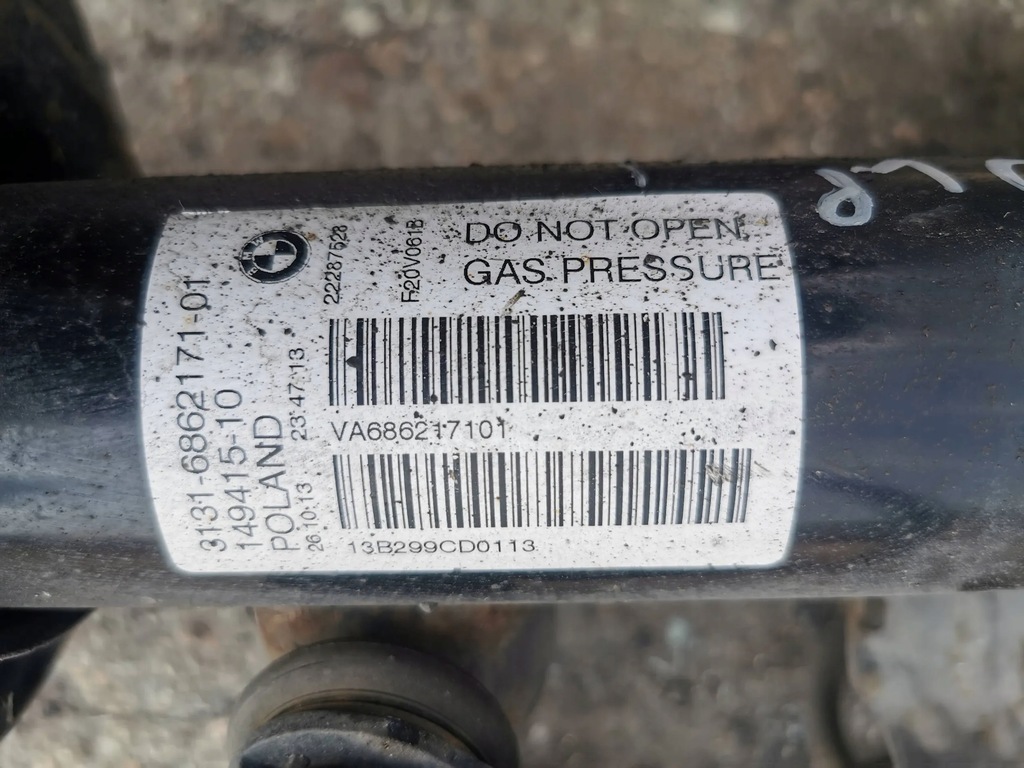 DO NOT OPEN
GAS PRESSURE
22287528
F20V061B
VA686217101
13B299CD0113
3131-6862171-01
149415-10
POLAND
26 10:13 23:47:13